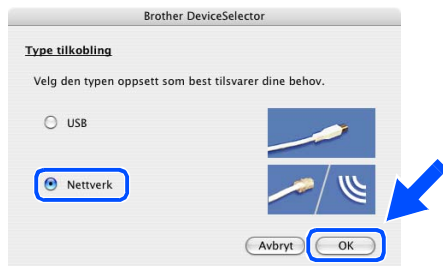 Brother DeviceSelector
Type tilkobling
Velg den typen oppsett som best tilsvarer dine behov.
USB
Nettverk
Avbryt OK